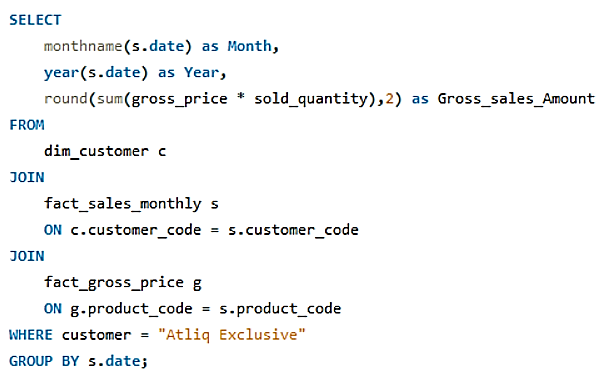 SELECT
monthname(s.date) as Month,
year(s.date) as Year,
round(sum(gross_price * sold_quantity),2) as Gross_sales_Amount
FROM
dim_customer c
JOIN
fact_sales_monthly s
ON c.customer_code = s.customer_code
JOIN
fact_gross_price g
ON g.product_code = s.product_code
WHERE customer = "Atliq Exclusive"
GROUP BY s.date;